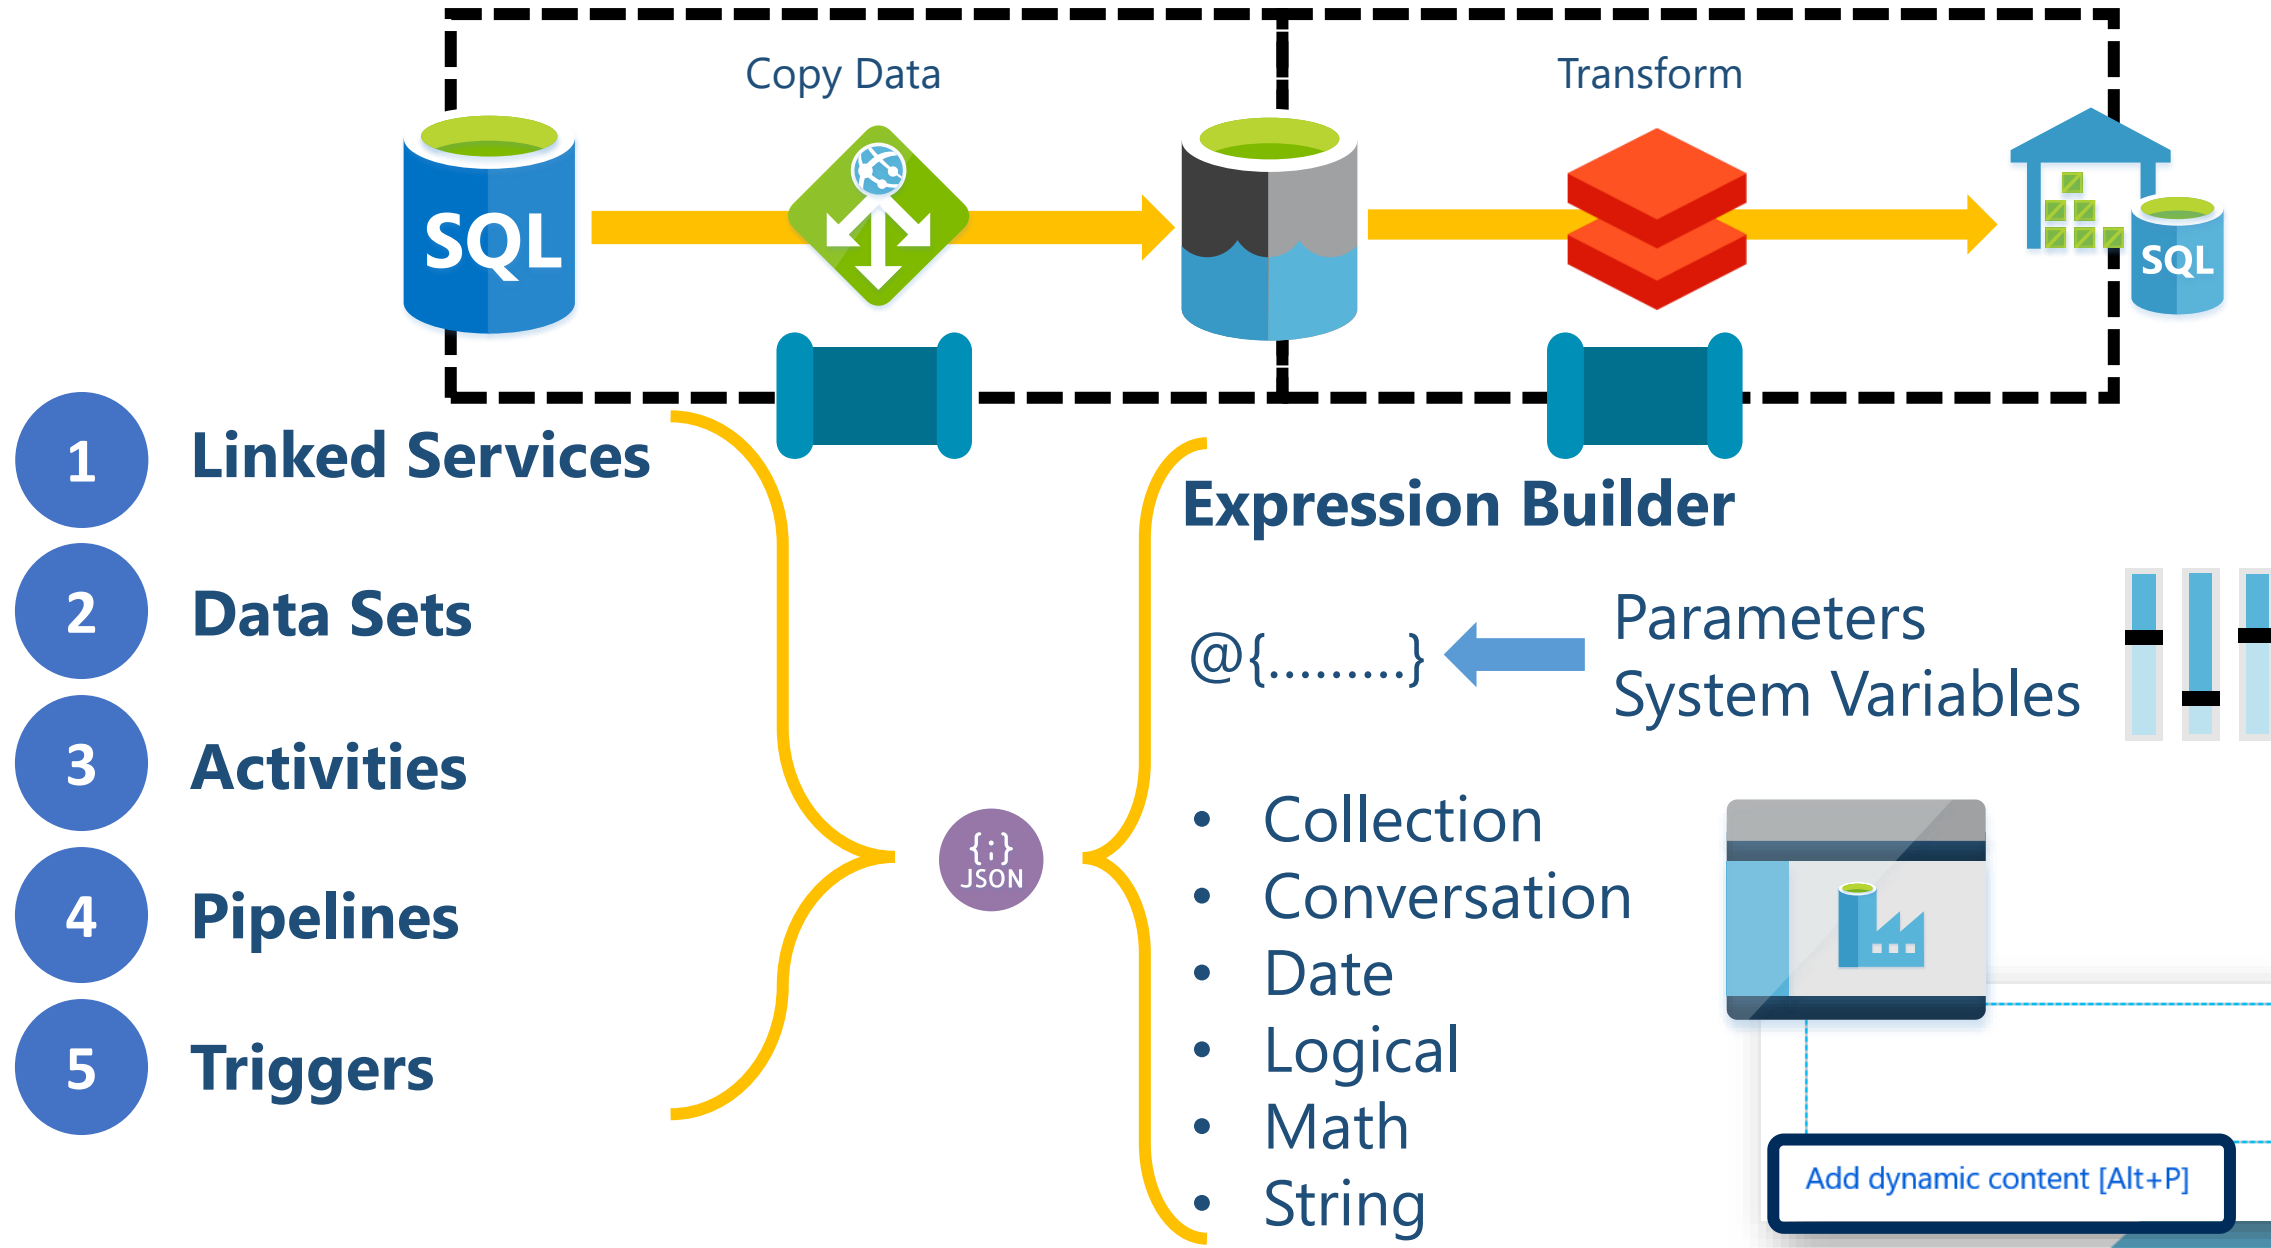 Copy Data
Transform
SQL
SQL
1 Linked Services
2 Data Sets
3 Activities
4 Pipelines
5 Triggers
{;}
JSON
Expression Builder
@{.........}
Parameters
System Variables
• Collection
• Conversation
• Date
• Logical
• Math
• String
Add dynamic content [Alt+P]